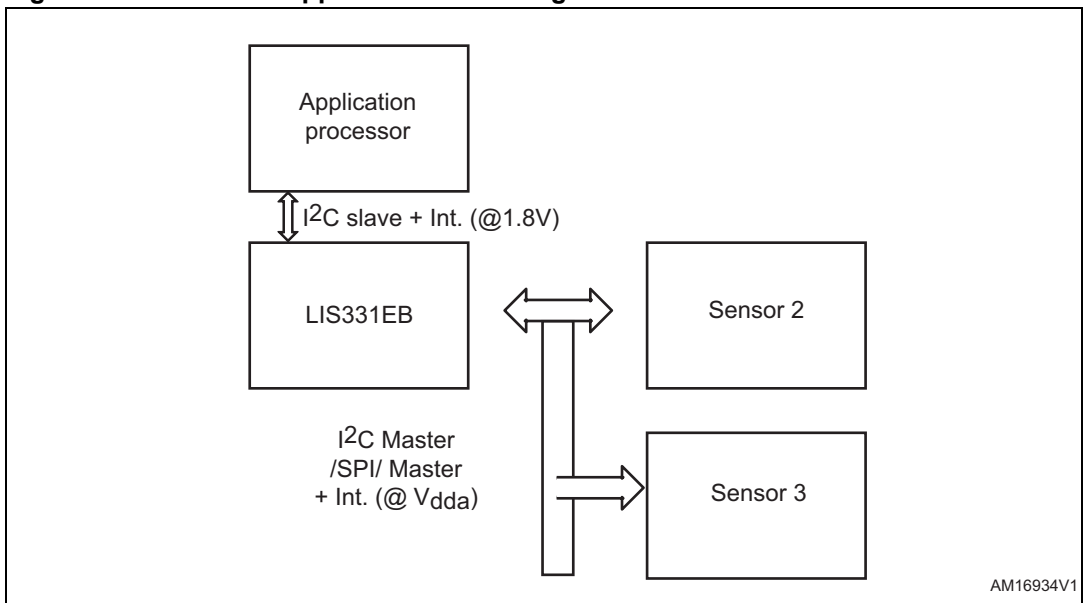 Application
processor
I2C slave + Int. (@1.8V)
LIS331EB
Sensor 2
I2C Master
/SPI/ Master
+ Int. (@ Vdda)
Sensor 3
AM16934V1